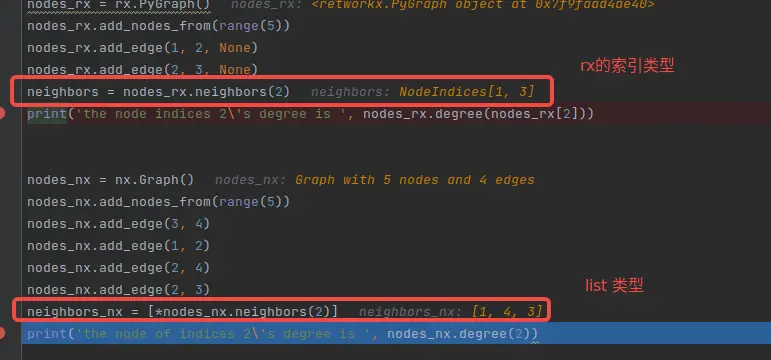 nodes_rx = rx.PyGraph()   nodes_rx: <retworkx.PyGraph object at 0x7f9fadd4de40>
nodes_rx.add_nodes_from(range(5))
nodes_rx.add_edge(1, 2, None)
nodes_rx.add_edge(2, 3, None)
rx的索引类型
neighbors = nodes_rx.neighbors(2)   neighbors: NodeIndices[1, 3]
print('the node indices 2\'s degree is ', nodes_rx.degree(nodes_rx[2]))
nodes_nx = nx.Graph()   nodes_nx: Graph with 5 nodes and 4 edges
nodes_nx.add_nodes_from(range(5))
nodes_nx.add_edge(3, 4)
nodes_nx.add_edge(1, 2)
nodes_nx.add_edge(2, 4)
nodes_nx.add_edge(2, 3)
list 类型
neighbors_nx = [*nodes_nx.neighbors(2)]   neighbors_nx: [1, 4, 3]
print('the node of indices 2\'s degree is ', nodes_nx.degree(2))